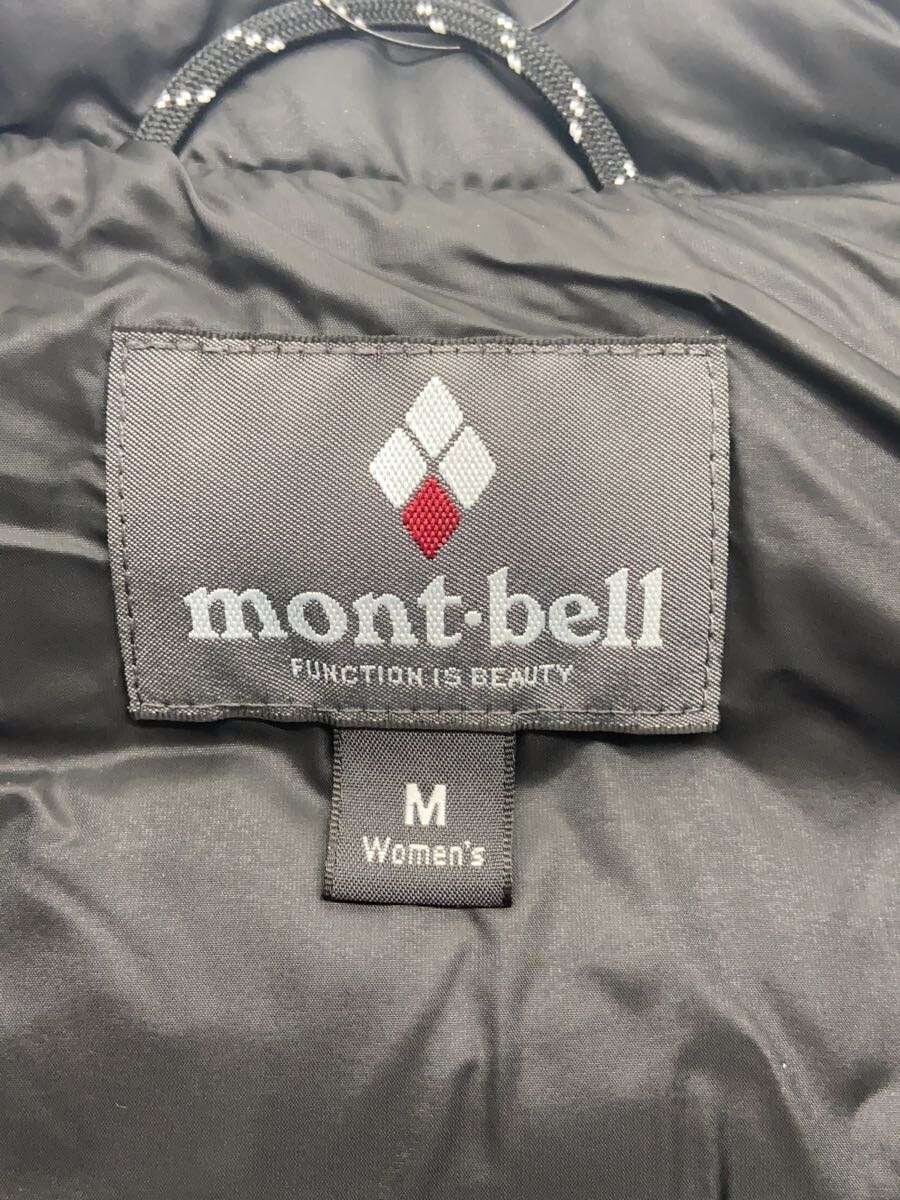 mont·bell
FUNCTION IS BEAUTY
M
Women's